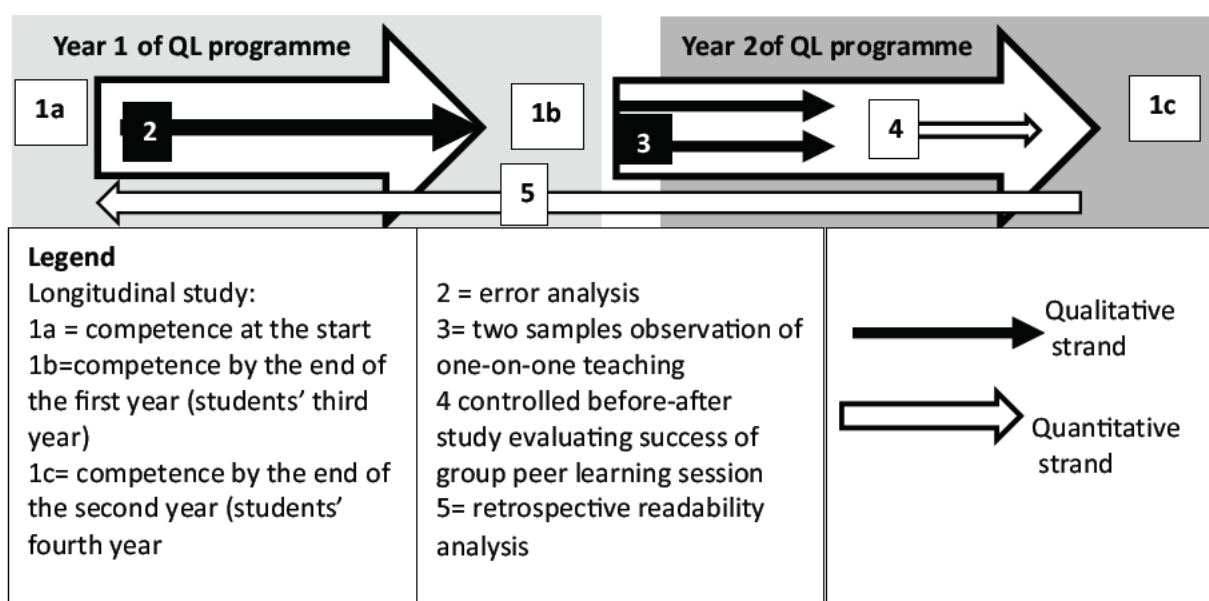 Year 1 of QL programme
Year 2of QL programme
1a
2
1b
3
4
1c
5
Legend
Longitudinal study:
1a = competence at the start
1b=competence by the end of
the first year (students’ third
year)
1c= competence by the end of
the second year (students’
fourth year
2 = error analysis
3= two samples observation of
one-on-one teaching
4 controlled before-after
study evaluating success of
group peer learning session
5= retrospective readability
analysis
Qualitative
strand
Quantitative
strand